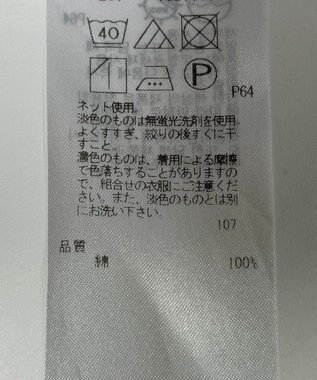 40
P
P64
ネット使用。
淡色のものは無蛍光洗剤を使用。
よくすすぎ、絞りの後すぐに干
すこと。
濃色のものは、着用による摩擦
で色落ちすることがありますの
で、組合せの衣服にご注意くだ
さい。また、淡色のものとは別
にお洗い下さい。
107
品質
綿 100%